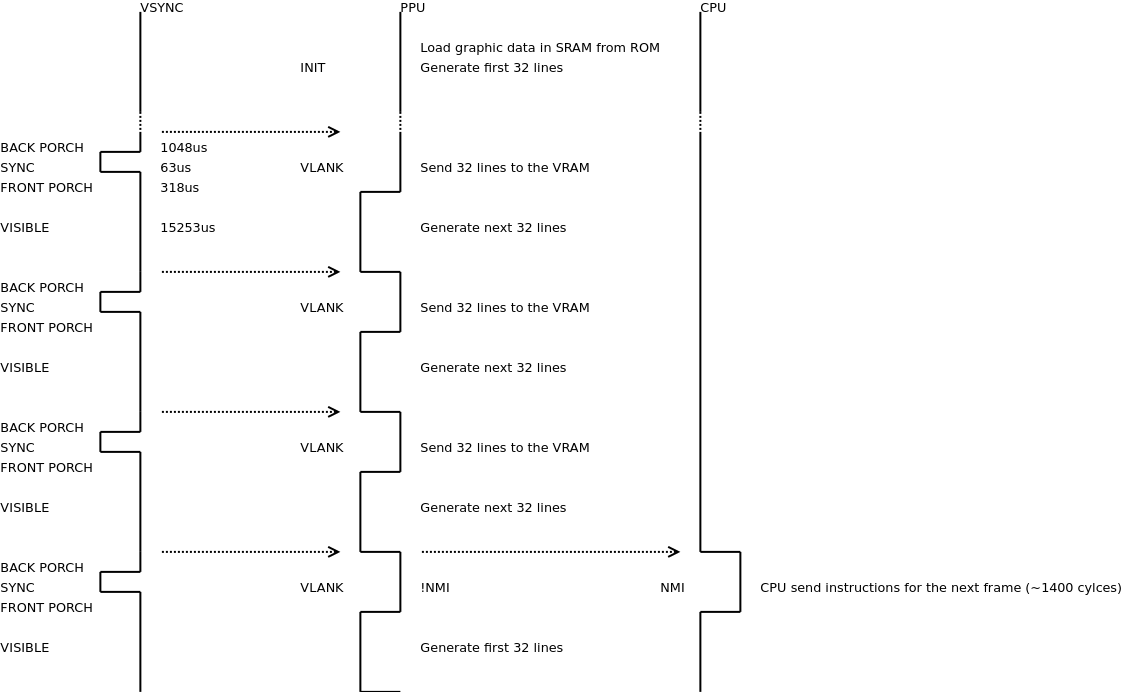 VSYNC PPU CPU
Load graphic data in SRAM from ROM
INIT Generate first 32 lines
BACK PORCH 1048us
SYNC 63us VLANK Send 32 lines to the VRAM
FRONT PORCH 318us
VISIBLE 15253us Generate next 32 lines
BACK PORCH
SYNC VLANK Send 32 lines to the VRAM
FRONT PORCH
VISIBLE Generate next 32 lines
BACK PORCH
SYNC VLANK Send 32 lines to the VRAM
FRONT PORCH
VISIBLE Generate next 32 lines
BACK PORCH
SYNC VLANK !NMI NMI CPU send instructions for the next frame (~1400 cylces)
FRONT PORCH
VISIBLE Generate first 32 lines